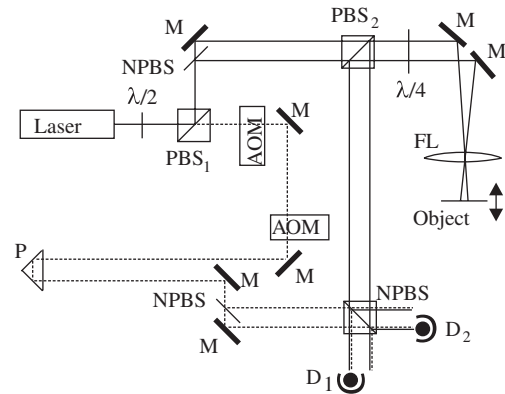 M
PBS2
M
NPBS
M
λ/2
λ/4
Laser
PBS1
AOM
M
FL
Object
AOM
P
M
M
NPBS
NPBS
M
D2
D1